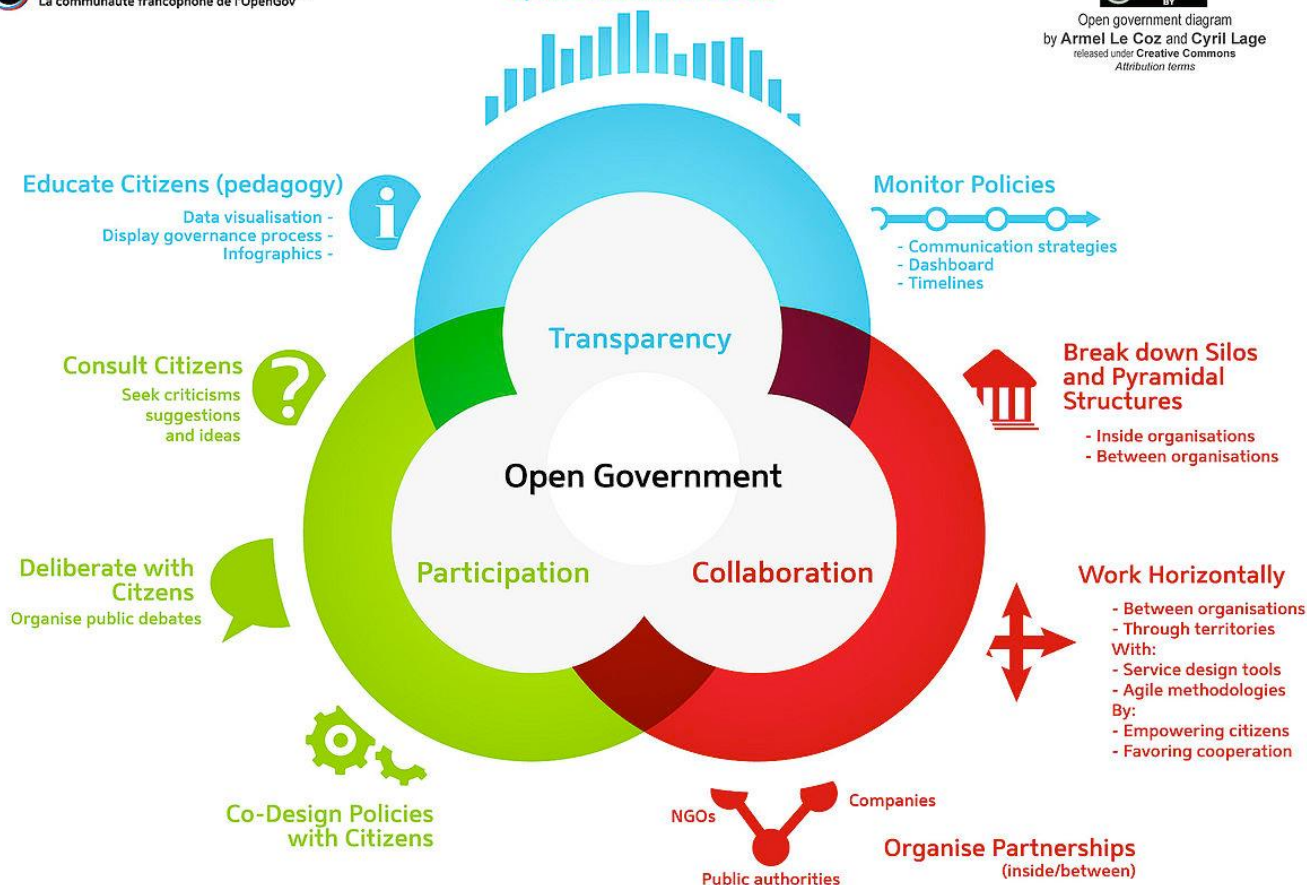 La communauté francophone de l'OpenGov
BY
Open government diagram
by Armel Le Coz and Cyril Lage
released under Creative Commons
Attribution terms
Educate Citizens (pedagogy)
Data visualisation -
Display governance process -
Infographics -
i
Monitor Policies
- Communication strategies
- Dashboard
- Timelines
Transparency
Consult Citizens
Seek criticisms
suggestions
and ideas
?
Break down Silos
and Pyramidal
Structures
- Inside organisations
- Between organisations
Open Government
Deliberate with
Citzens
Organise public debates
Participation
Collaboration
Work Horizontally
- Between organisations
- Through territories
With:
- Service design tools
- Agile methodologies
By:
- Empowering citizens
- Favoring cooperation
Co-Design Policies
with Citizens
NGOs
Companies
Public authorities
Organise Partnerships
(inside/between)